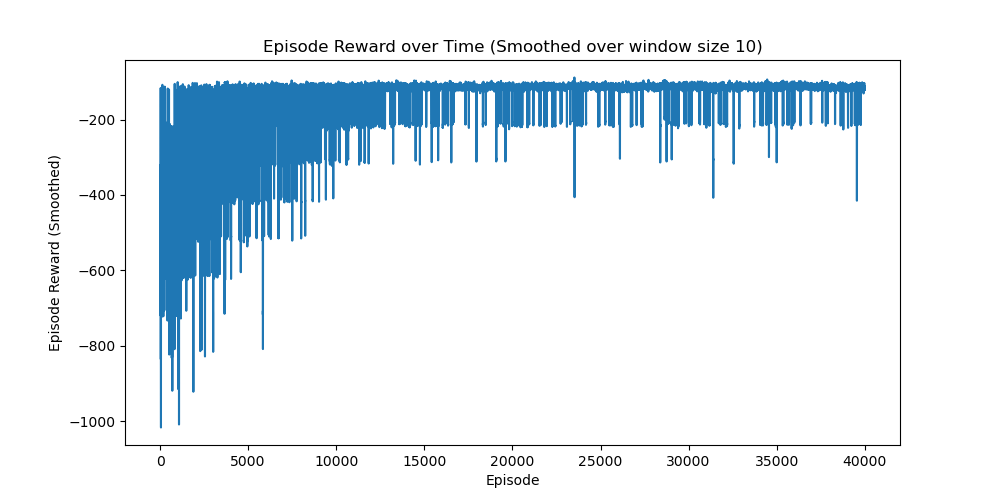 Episode Reward over Time (Smoothed over window size 10)
Episode Reward (Smoothed)
−200
−400
−600
−800
−1000
0 5000 10000 15000 20000 25000 30000 35000 40000
Episode